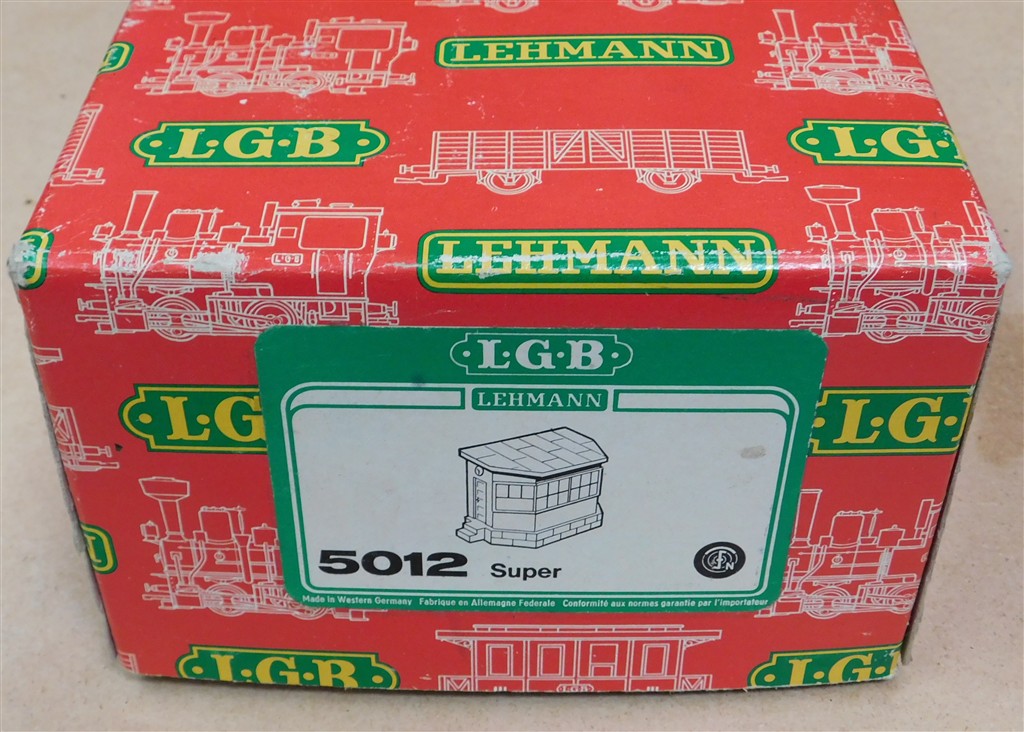 LEHMANN
L·G·B
L·G·B
LEHMANN
L·G·B
L·G·B
LEHMANN
L·G·B
L·G·B
5012 Super
Made in Western Germany Fabrique en Allemagne Federale Conformité aux normes garantie par l'importateur
L·G·B
L·G·B
L·G·B